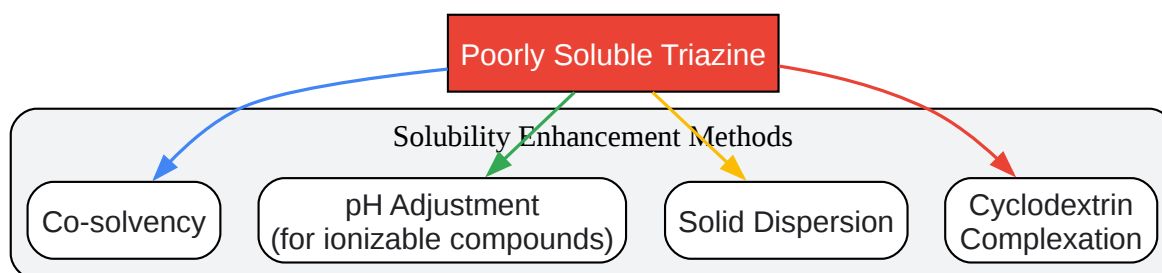 Poorly Soluble Triazine
Solubility Enhancement Methods
Co-solvency
pH Adjustment
(for ionizable compounds)
Solid Dispersion
Cyclodextrin
Complexation